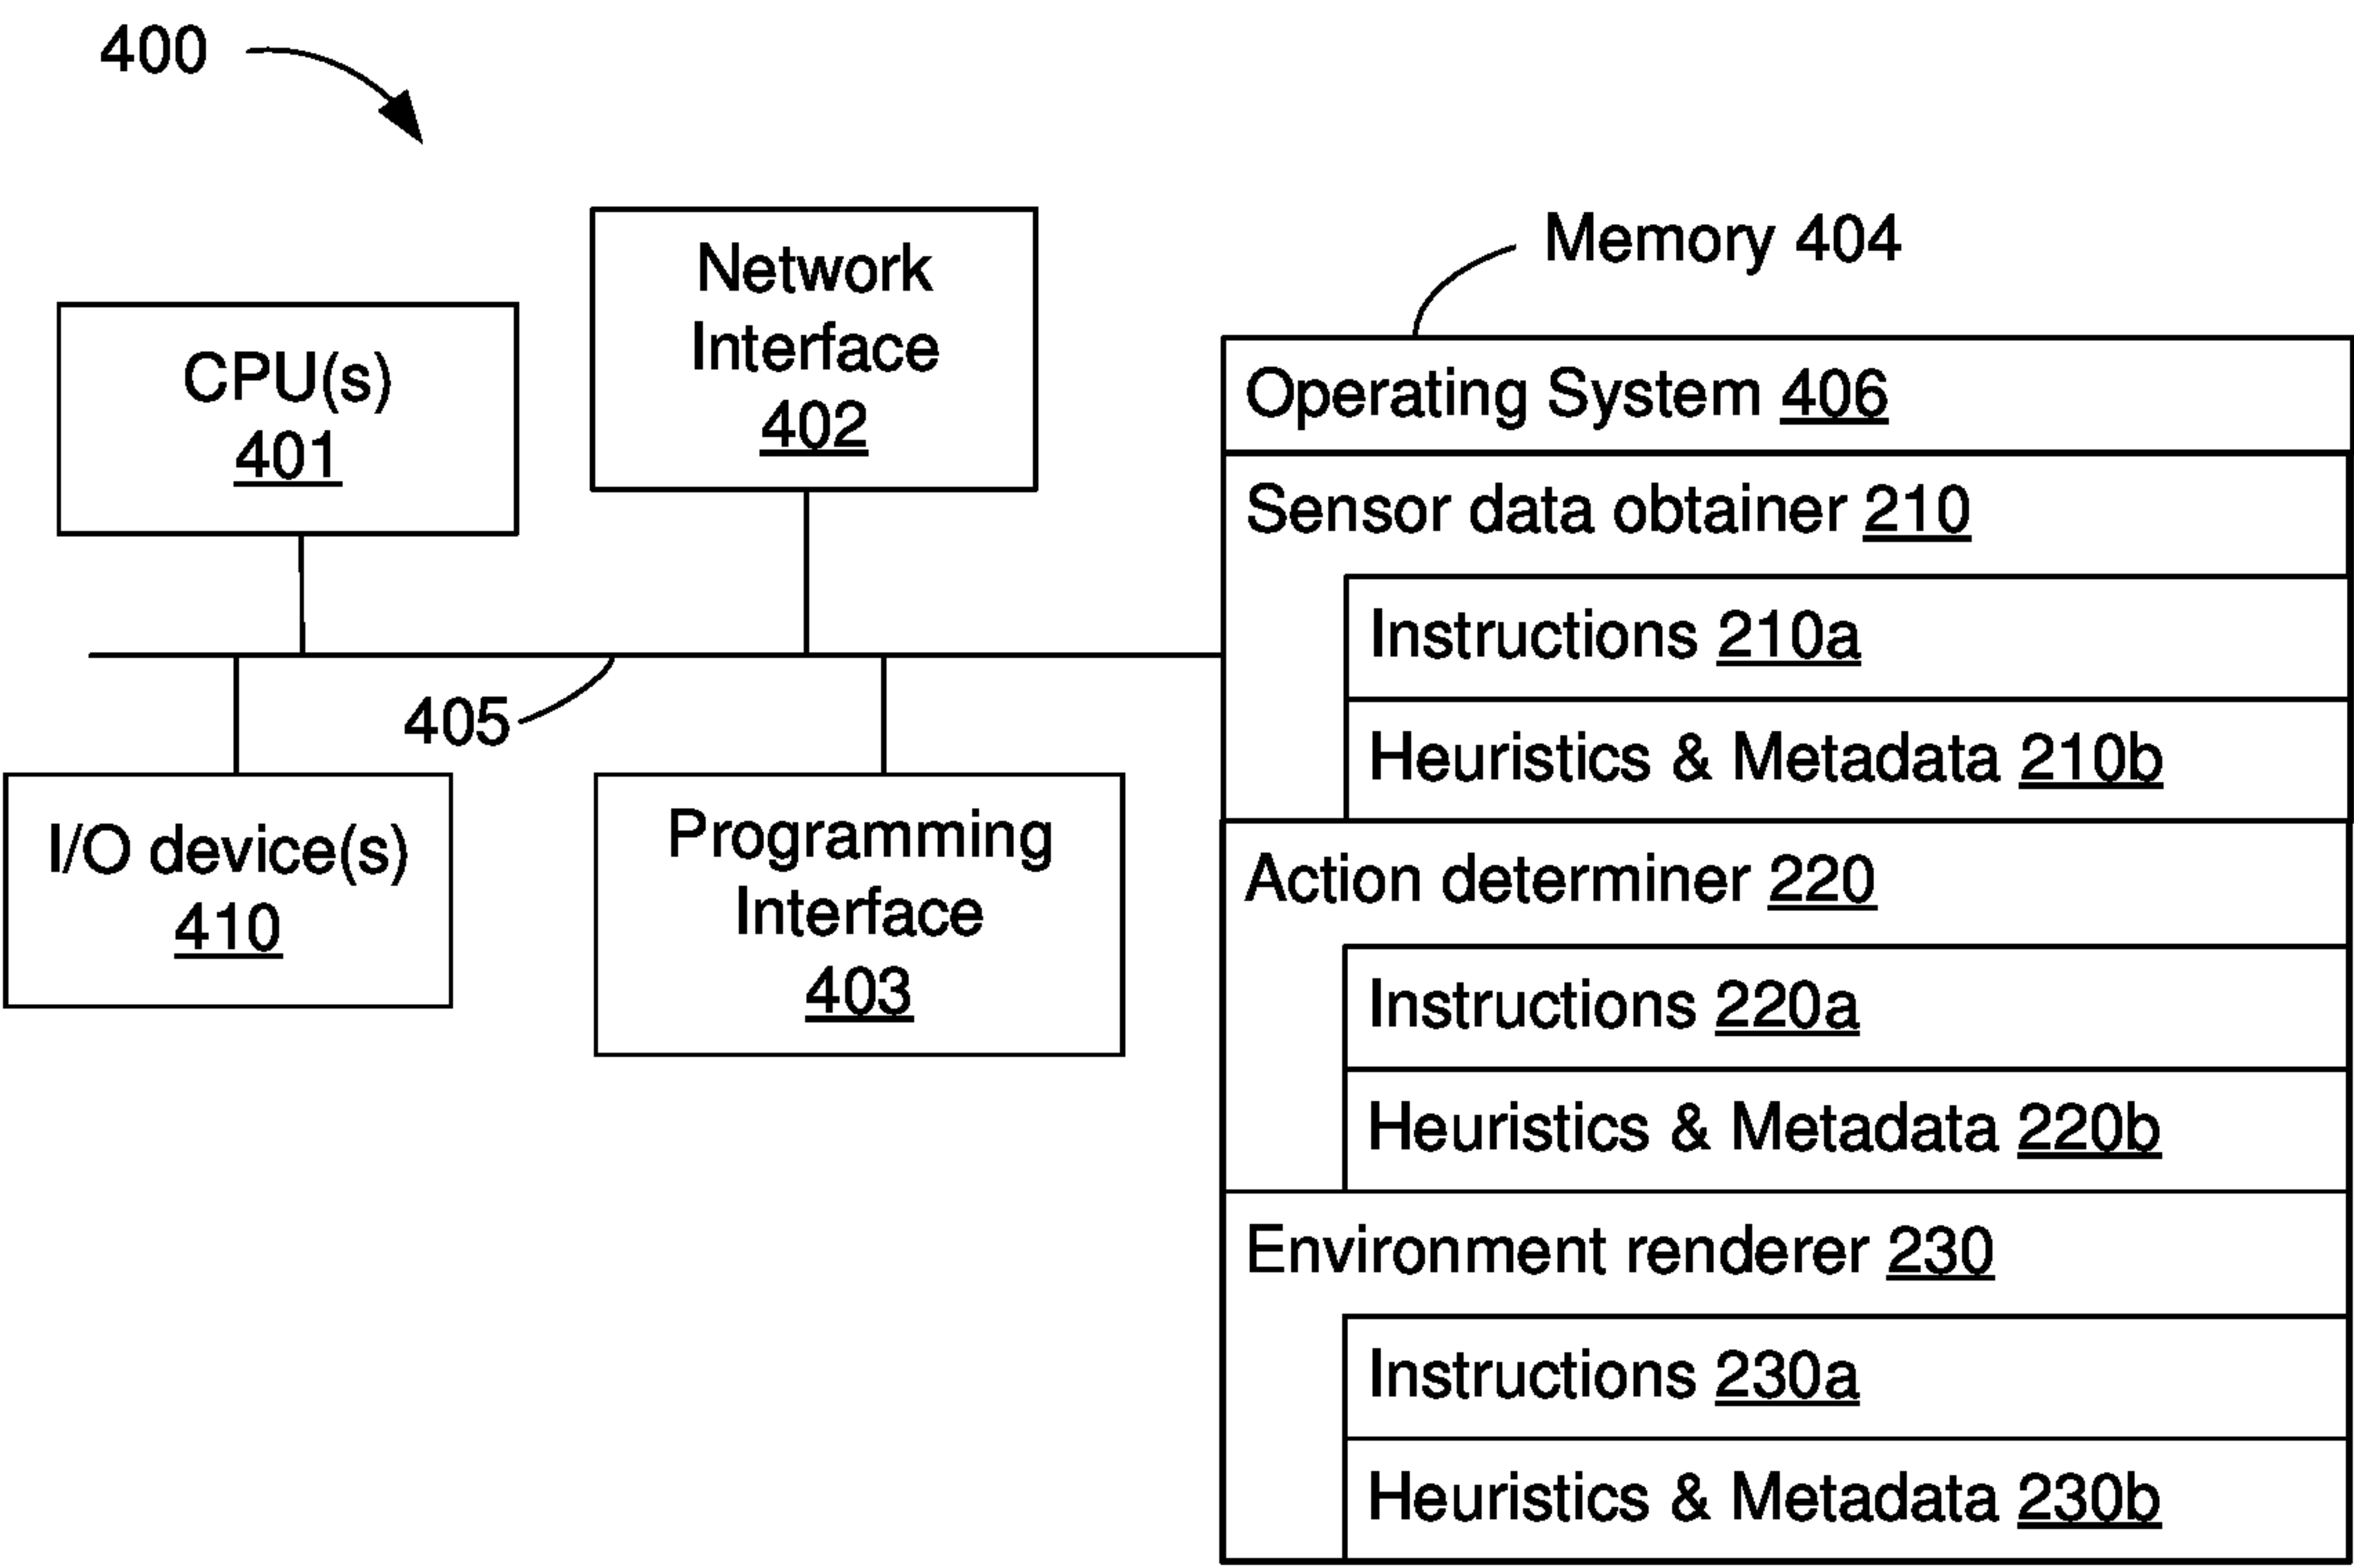 400
CPU(s)
401
Network
Interface
402
405
I/O device(s)
410
Programming
Interface
403
Memory 404
Operating System 406
Sensor data obtainer 210
Instructions 210a
Heuristics & Metadata 210b
Action determiner 220
Instructions 220a
Heuristics & Metadata 220b
Environment renderer 230
Instructions 230a
Heuristics & Metadata 230b